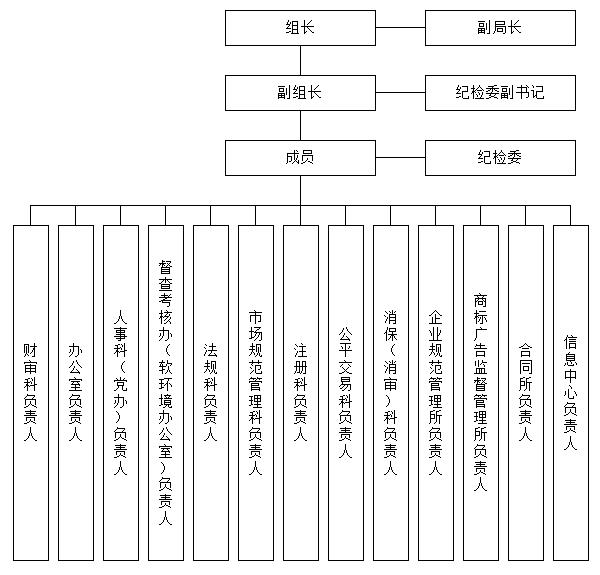 组长
副局长
副组长
纪检委副书记
成员
纪检委
财审科负责人
办公室负责人
人事科（党办）负责人
督查考核办（软环境办公室）负责人
法规科负责人
市场规范管理科负责人
注册科负责人
公平交易科负责人
消保（消审）科负责人
企业规范管理所负责人
商标广告监督管理所负责人
合同所负责人
信息中心负责人